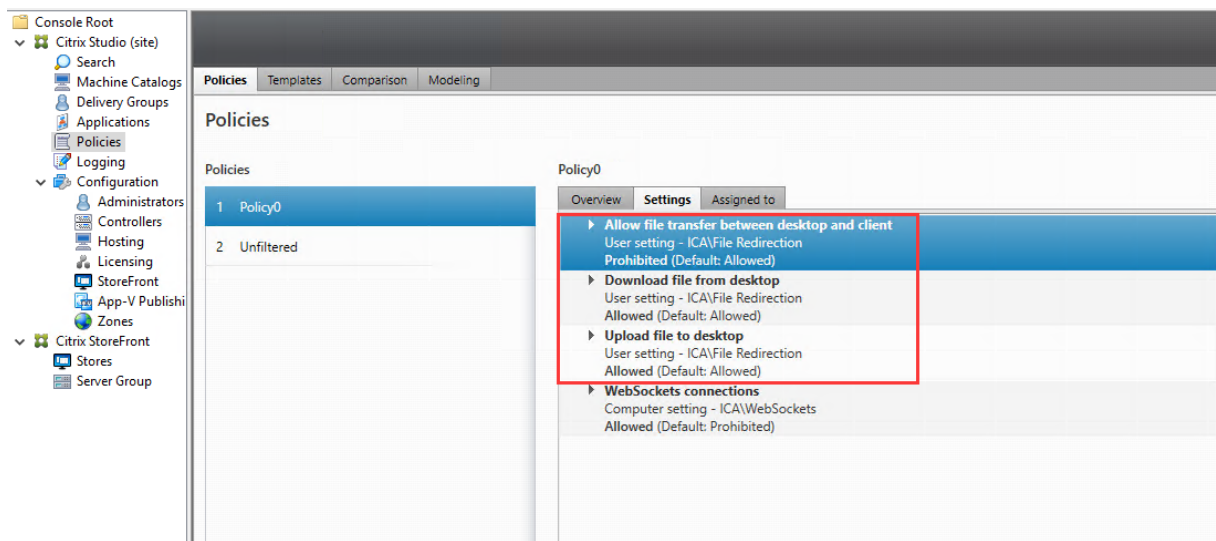 Console Root
Citrix Studio (site)
Search
Machine Catalogs
Delivery Groups
Applications
Policies
Logging
Configuration
Administrators
Controllers
Hosting
Licensing
StoreFront
App-V Publishi
Zones
Citrix StoreFront
Stores
Server Group
Policies Templates Comparison Modeling
Policies
Policies
1 Policy0
2 Unfiltered
Policy0
Overview Settings Assigned to
Allow file transfer between desktop and client
User setting - ICA\File Redirection
Prohibited (Default: Allowed)
Download file from desktop
User setting - ICA\File Redirection
Allowed (Default: Allowed)
Upload file to desktop
User setting - ICA\File Redirection
Allowed (Default: Allowed)
WebSockets connections
Computer setting - ICA\WebSockets
Allowed (Default: Prohibited)